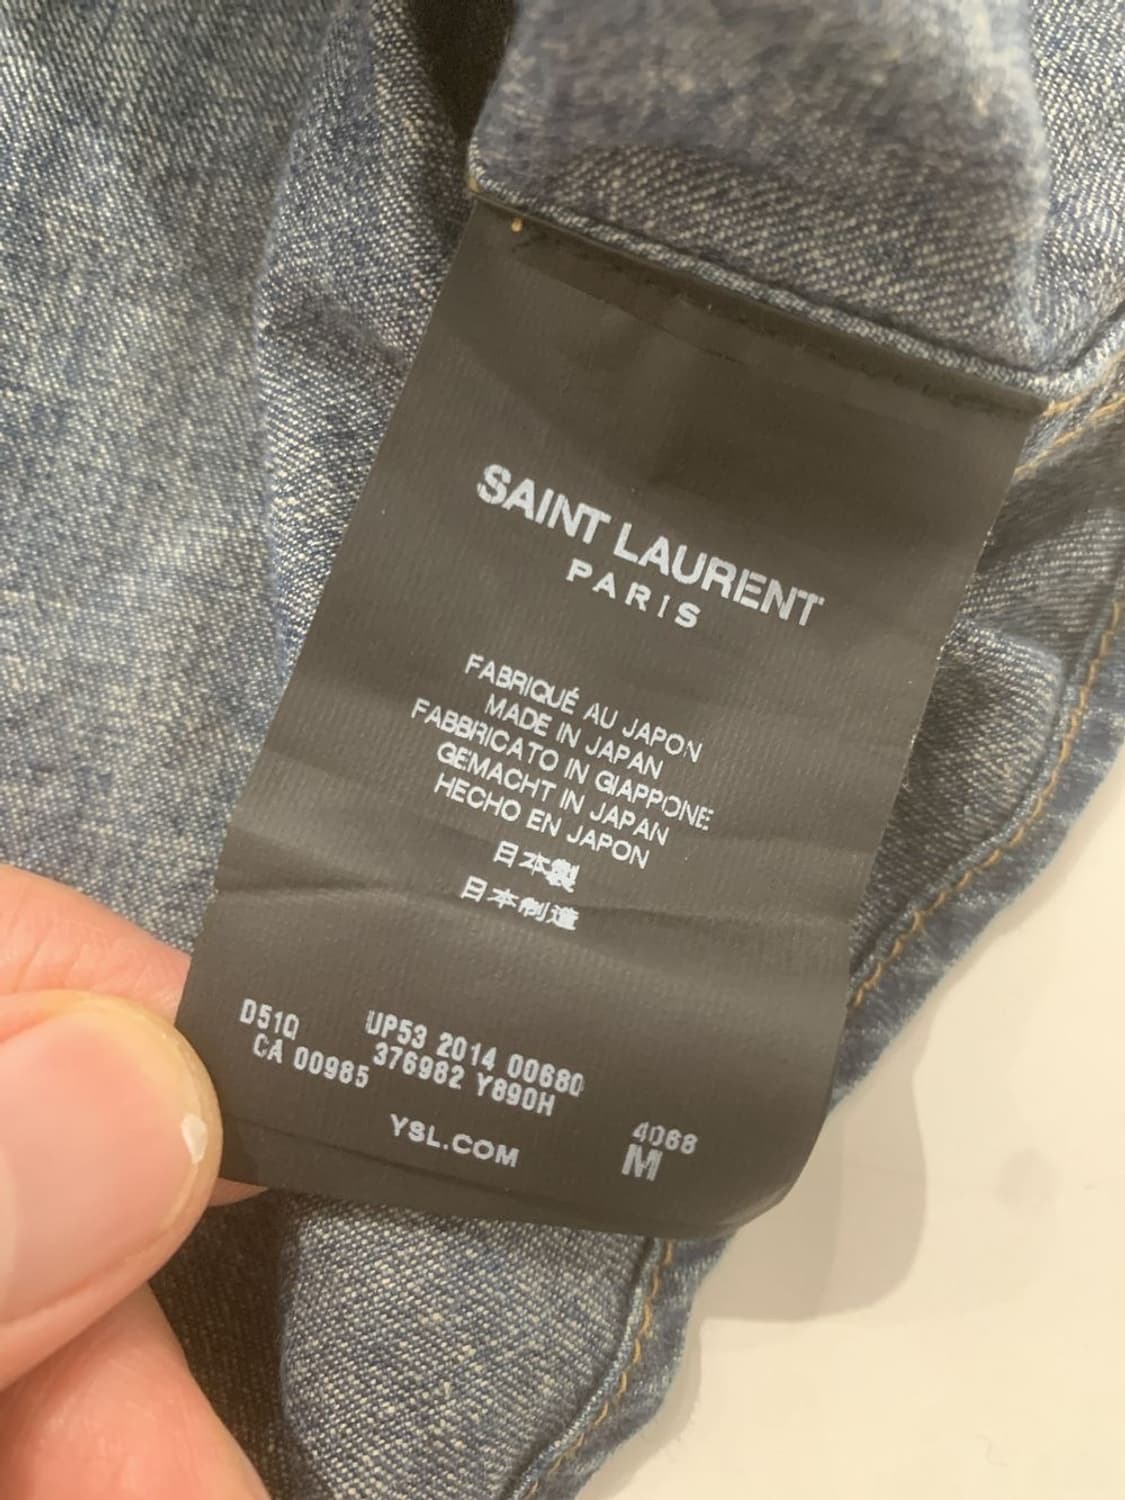 SAINT LAURENT
PARIS
FABRIQUÉ AU JAPON
MADE IN JAPAN
FABBRICATO IN GIAPPONE
GEMACHT IN JAPAN
HECHO EN JAPON
日本製
日本制造
D51Q UP53 2014 00680
CA 00985 376982 Y890H
4068
YSL.COM M